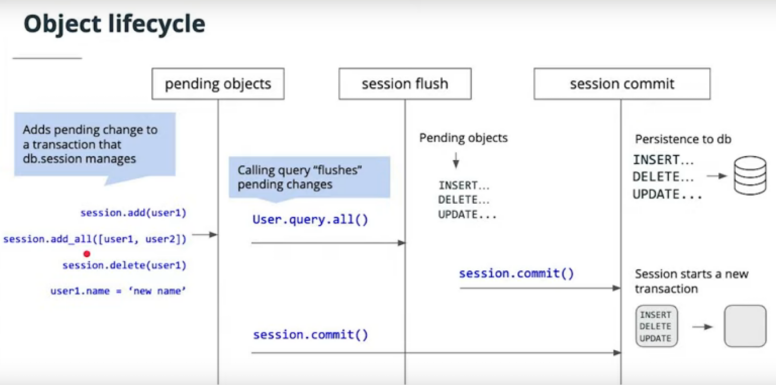 Object lifecycle
pending objects
session flush
session commit
Adds pending change to
a transaction that
db.session manages
session.add(user1)
session.add_all([user1, user2])
session.delete(user1)
user1.name = ‘new name’
Calling query “flushes”
pending changes
User.query.all()
session.commit()
Pending objects
INSERT...
DELETE...
UPDATE...
session.commit()
Persistence to db
INSERT...
DELETE...
UPDATE...
Session starts a new
transaction
INSERT
DELETE
UPDATE